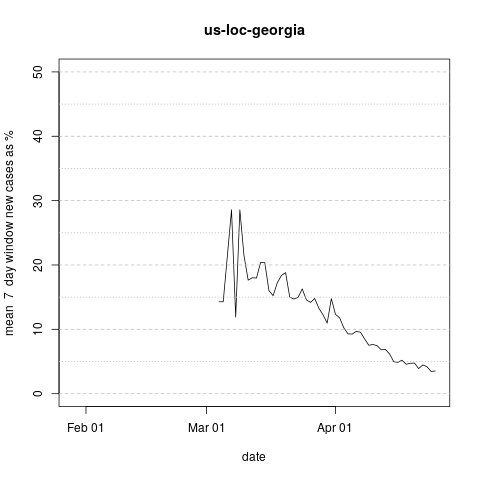 us-loc-georgia
mean  7  day window new cases as %
50
40
30
20
10
0
Feb 01
Mar 01
Apr 01
date